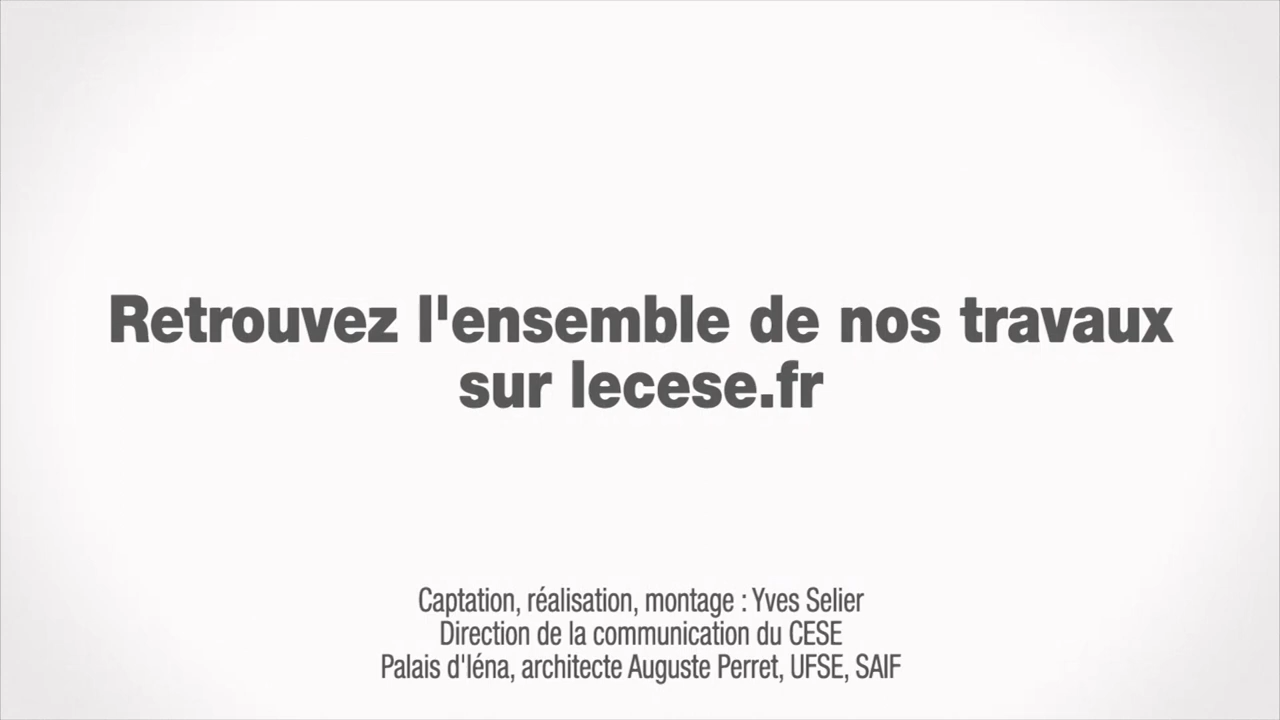 Retrouvez l'ensemble de nos travaux
sur lecese.fr
Captation, réalisation, montage : Yves Selier
Direction de la communication du CESE
Palais d'Iéna, architecte Auguste Perret, UFSE, SAIF